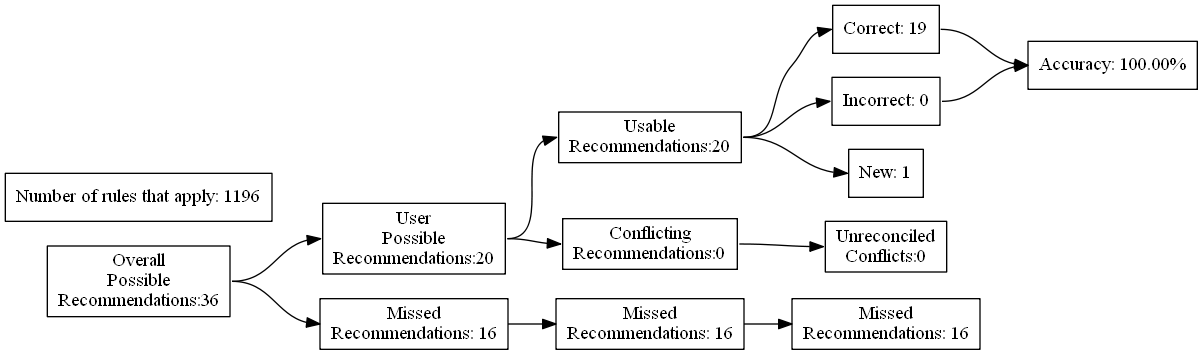 Number of rules that apply: 1196
Overall
Possible
Recommendations:36
User
Possible
Recommendations:20
Missed
Recommendations: 16
Usable
Recommendations:20
Conflicting
Recommendations:0
Missed
Recommendations: 16
Correct: 19
Incorrect: 0
New: 1
Unreconciled
Conflicts:0
Missed
Recommendations: 16
Accuracy: 100.00%